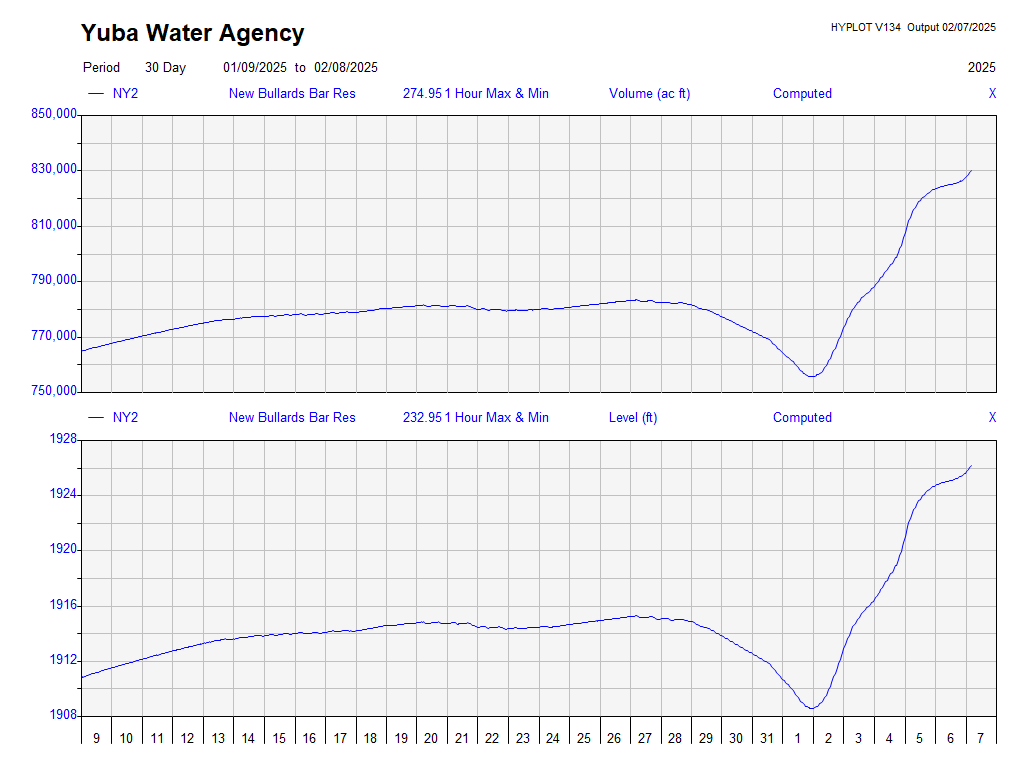 Yuba Water Agency
HYPLOT V134 Output 02/07/2025
Period 30 Day 01/09/2025 to 02/08/2025 2025
NY2 New Bullards Bar Res 274.95 1 Hour Max & Min Volume (ac ft) Computed X
850,000
830,000
810,000
790,000
770,000
750,000
NY2 New Bullards Bar Res 232.95 1 Hour Max & Min Level (ft) Computed X
1928
1924
1920
1916
1912
1908
9 10 11 12 13 14 15 16 17 18 19 20 21 22 23 24 25 26 27 28 29 30 31 1 2 3 4 5 6 7